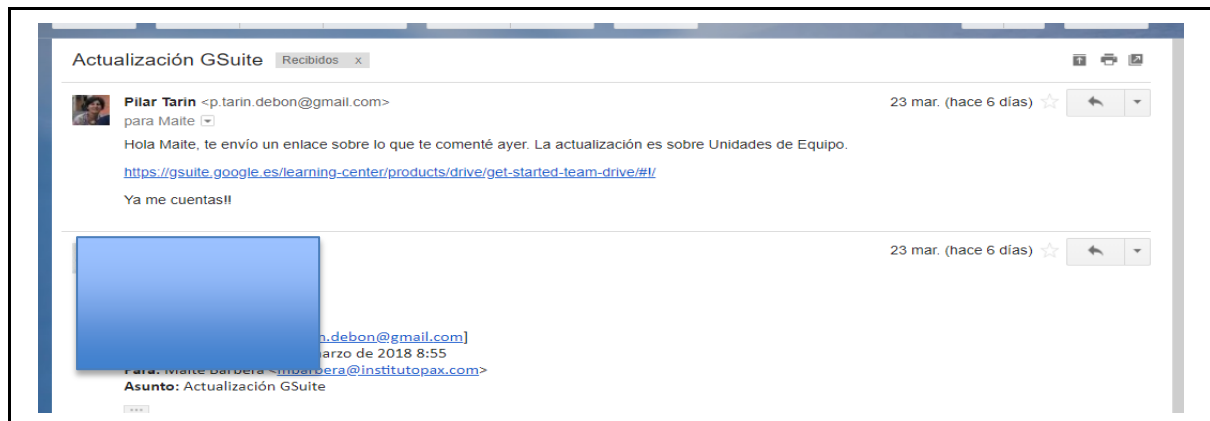 Actualización GSuite Recibidos x
Pilar Tarin <p.tarin.debon@gmail.com> 23 mar. (hace 6 días)
para Maite
Hola Maite, te envío un enlace sobre lo que te comenté ayer. La actualización es sobre Unidades de Equipo.
https://gsuite.google.es/learning-center/products/drive/get-started-team-drive/#!/
Ya me cuentas!!
23 mar. (hace 6 días)
n.debon@gmail.com]
arzo de 2018 8:55
Para: Maite Barbera <mbarbera@institutopax.com>
Asunto: Actualización GSuite